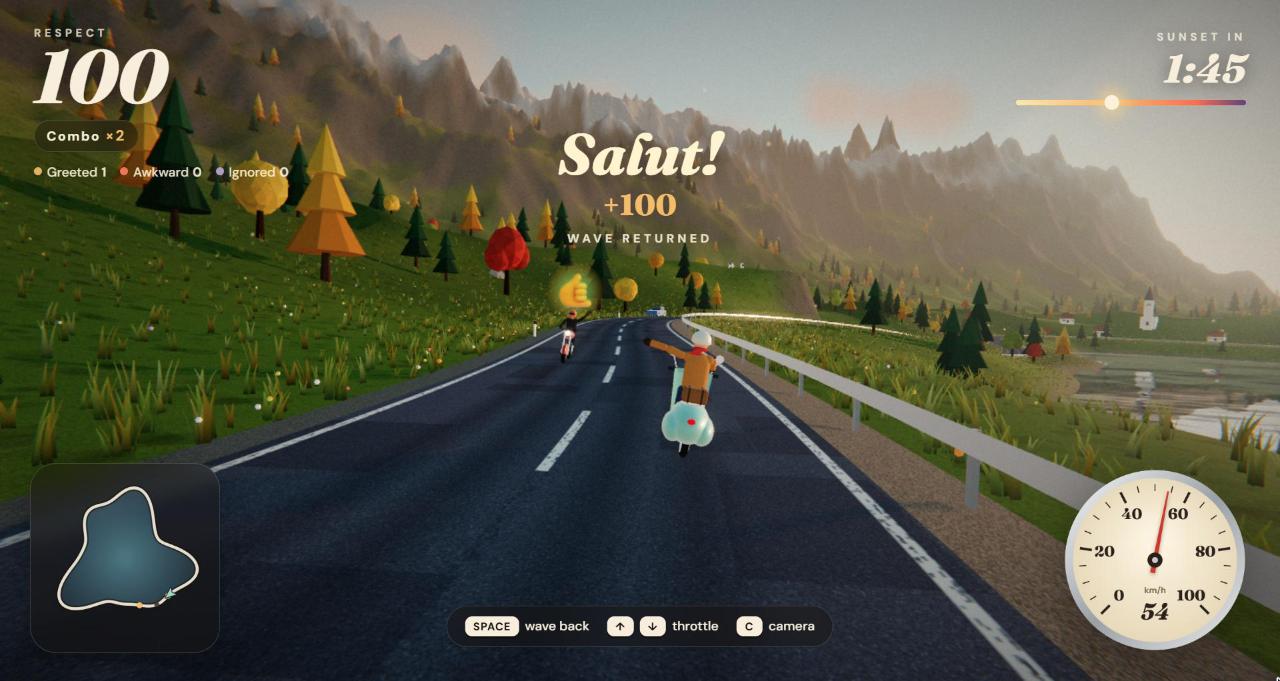 RESPECT
100
Combo ×2
Greeted 1 Awkward 0 Ignored 0
SUNSET IN
1:45
Salut!
+100
WAVE RETURNED
SPACE wave back ↑ ↓ throttle C camera
0 20 40 60 80 100
km/h
54